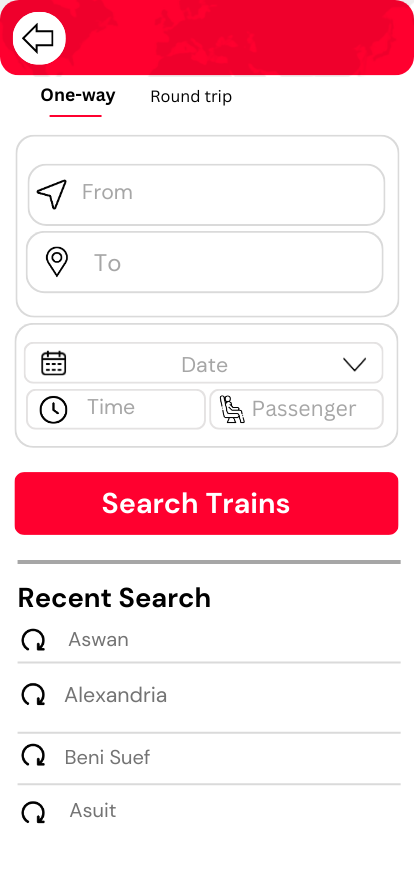 One-way Round trip
From
To
Date
Time Passenger
Search Trains
Recent Search
Aswan
Alexandria
Beni Suef
Asuit